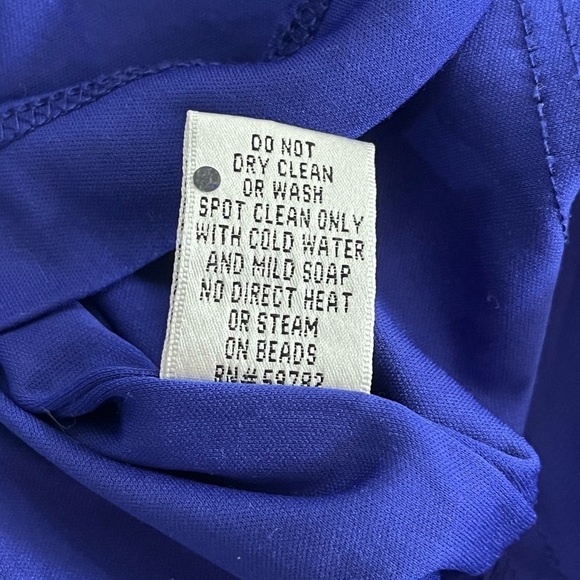 DO NOT
DRY CLEAN
OR WASH
SPOT CLEAN ONLY
WITH COLD WATER
AND MILD SOAP
NO DIRECT HEAT
OR STEAM
ON BEADS
RN#59782